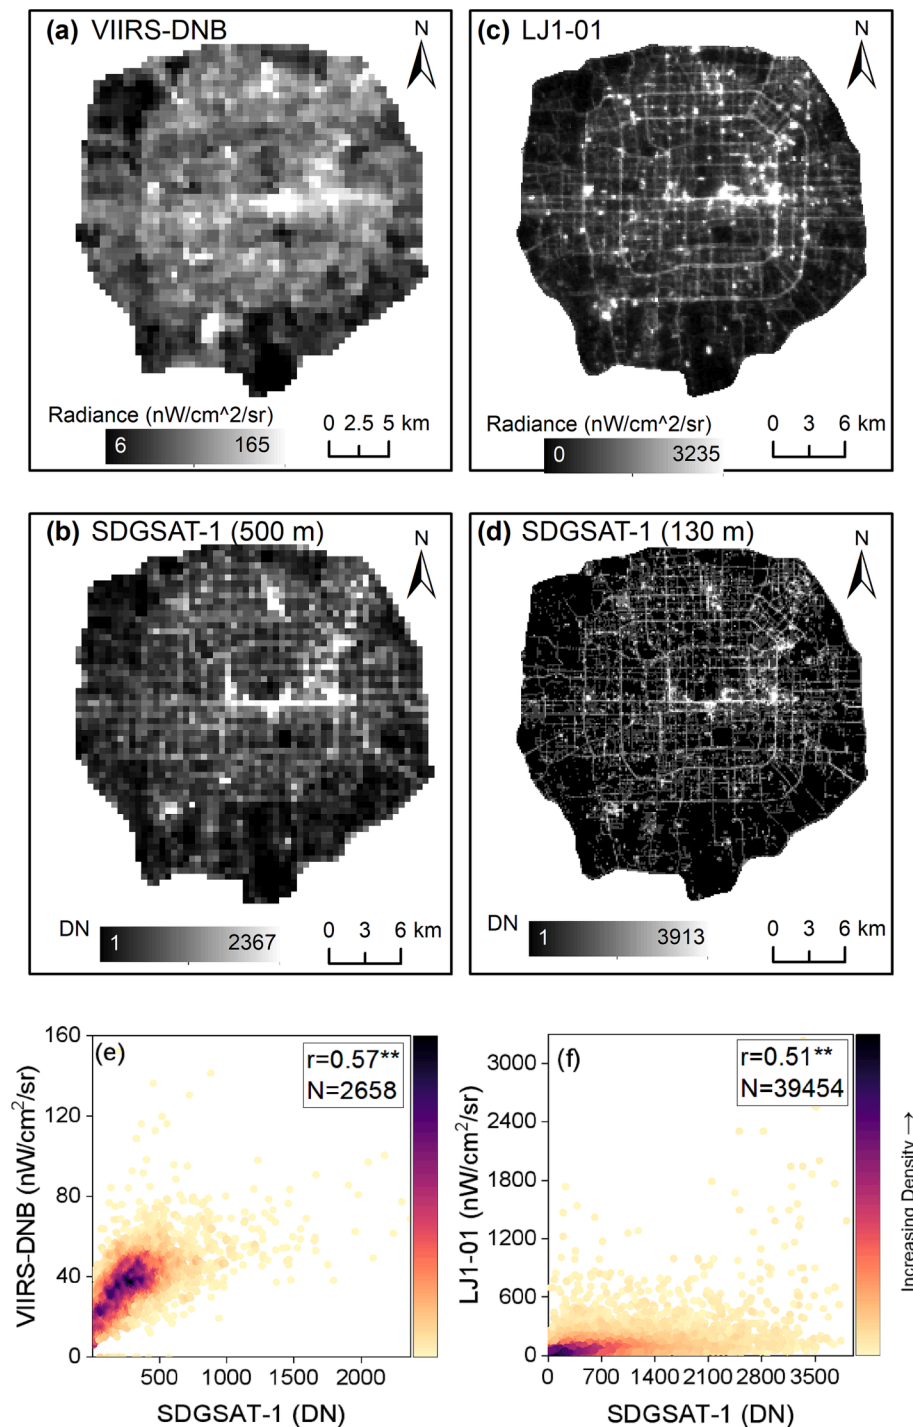 (a) VIIRS-DNB
N
Radiance (nW/cm^2/sr)
6 165
0 2.5 5 km
(c) LJ1-01
N
Radiance (nW/cm^2/sr)
0 3235
0 3 6 km
(b) SDGSAT-1 (500 m)
N
DN
1 2367
0 3 6 km
(d) SDGSAT-1 (130 m)
N
DN
1 3913
0 3 6 km
(e)
r=0.57**
N=2658
VIIRS-DNB (nW/cm²/sr)
160
120
80
40
0
500 1000 1500 2000
SDGSAT-1 (DN)
(f)
r=0.51**
N=39454
LJ1-01 (nW/cm²/sr)
3000
2400
1800
1200
600
0
0 700 1400 2100 2800 3500
SDGSAT-1 (DN)
Increasing Density →